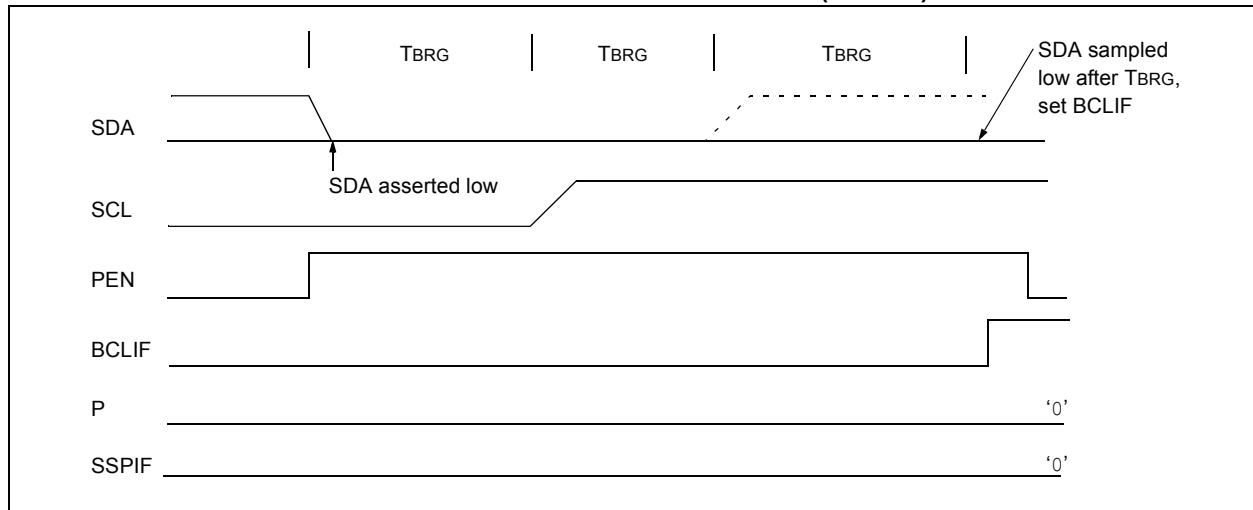 TBRG TBRG TBRG
SDA sampled
low after TBRG,
set BCLIF
SDA
SDA asserted low
SCL
PEN
BCLIF
P
'0'
SSPIF
'0'